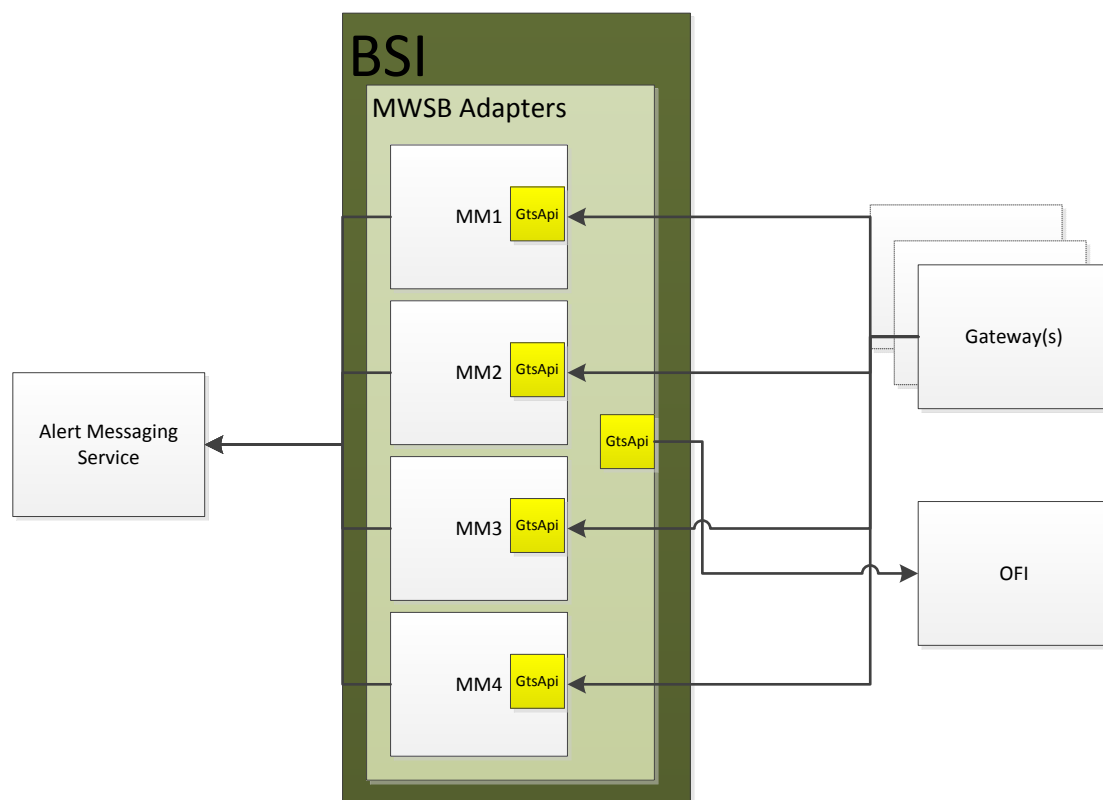 BSI
MWSB Adapters
MM1
GtsApi
MM2
GtsApi
GtsApi
MM3
GtsApi
MM4
GtsApi
Alert Messaging
Service
Gateway(s)
OFI